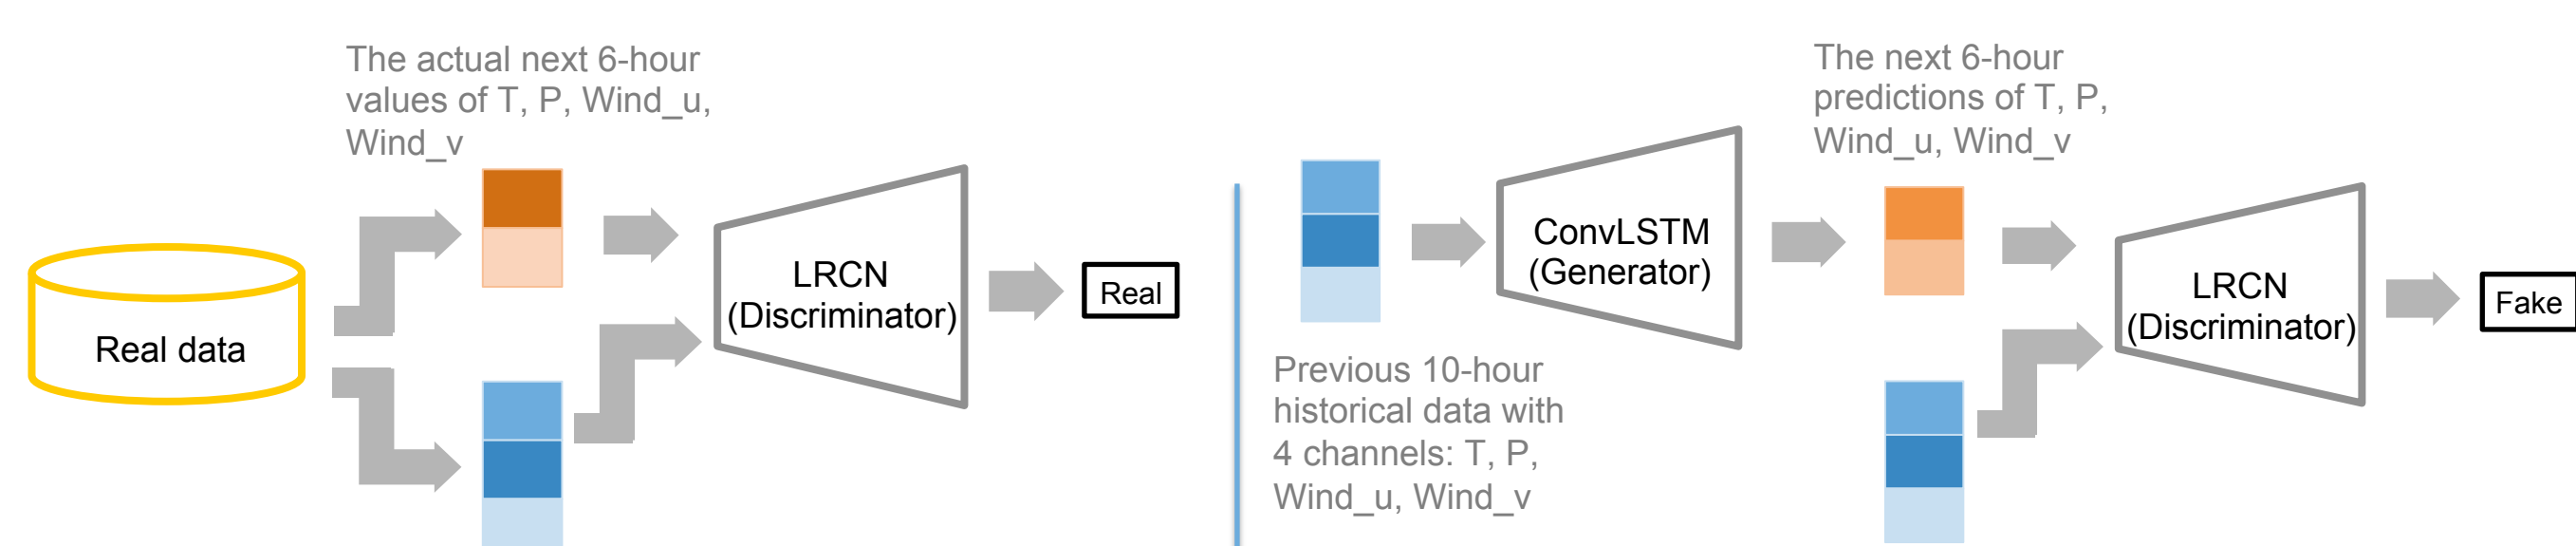 The actual next 6-hour
values of T, P, Wind_u,
Wind_v
Real data
LRCN
(Discriminator)
Real
Previous 10-hour
historical data with
4 channels: T, P,
Wind_u, Wind_v
ConvLSTM
(Generator)
The next 6-hour
predictions of T, P,
Wind_u, Wind_v
LRCN
(Discriminator)
Fake